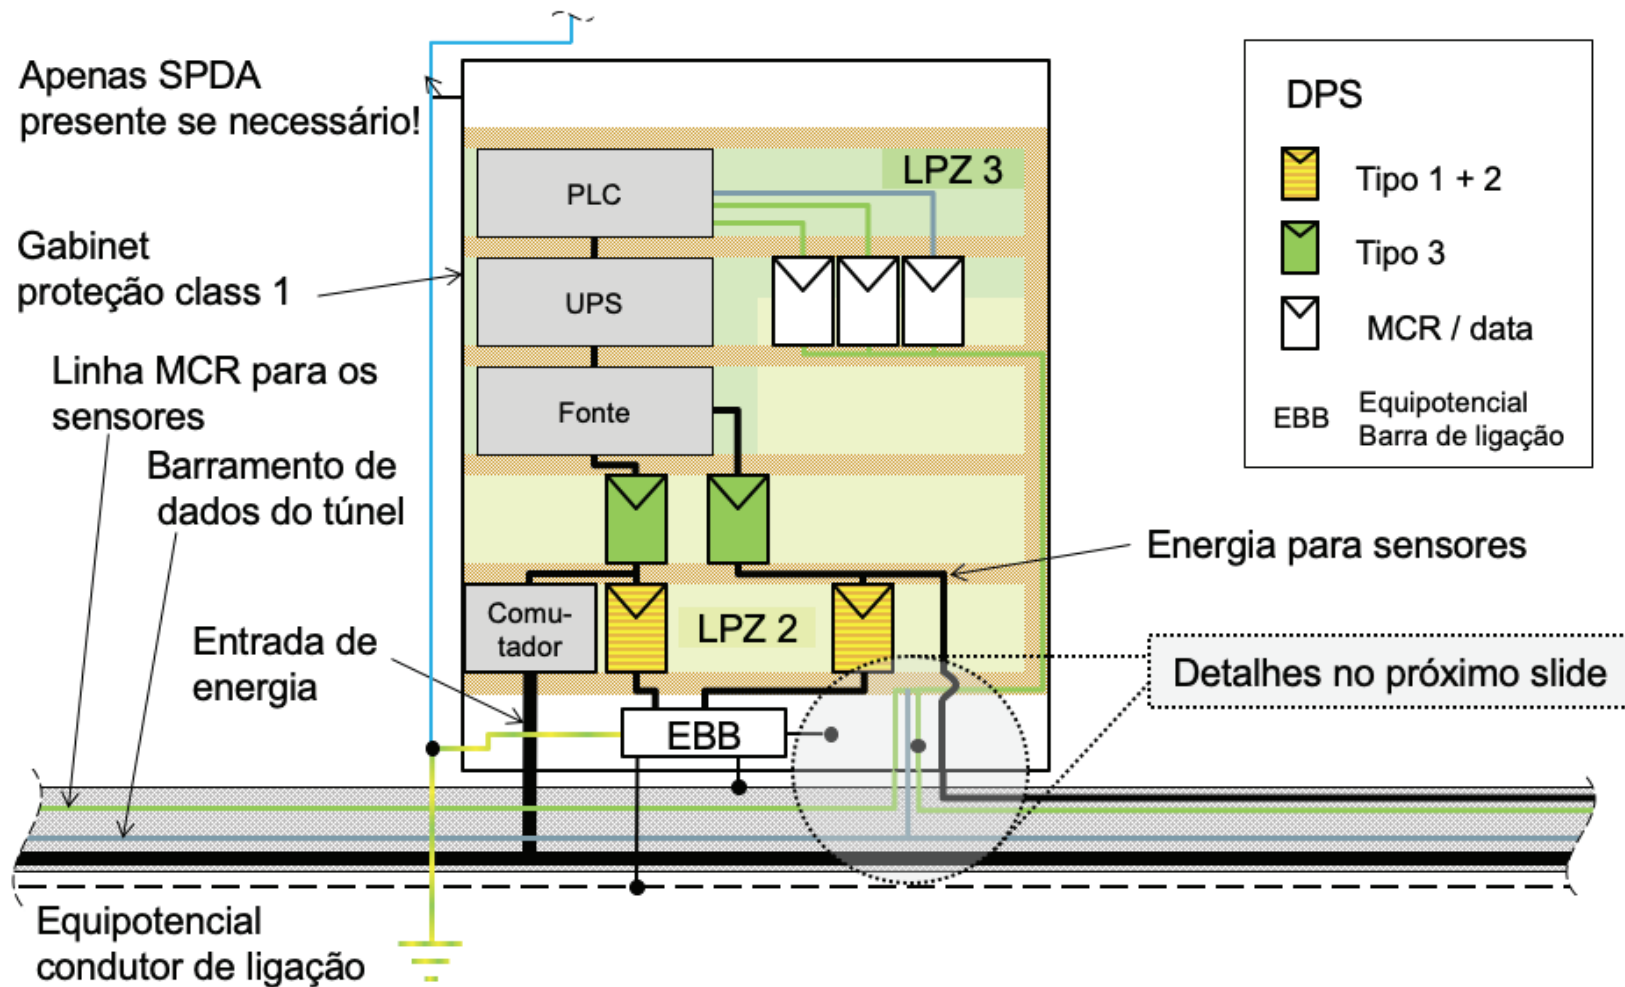 Apenas SPDA
presente se necessário!
Gabinet
proteção class 1
Linha MCR para os
sensores
Barramento de
dados do túnel
Entrada de
energia
Equipotencial
condutor de ligação
PLC
LPZ 3
UPS
Fonte
Comu-
tador
LPZ 2
EBB
Energia para sensores
Detalhes no próximo slide
DPS
Tipo 1 + 2
Tipo 3
MCR / data
EBB Equipotencial
Barra de ligação